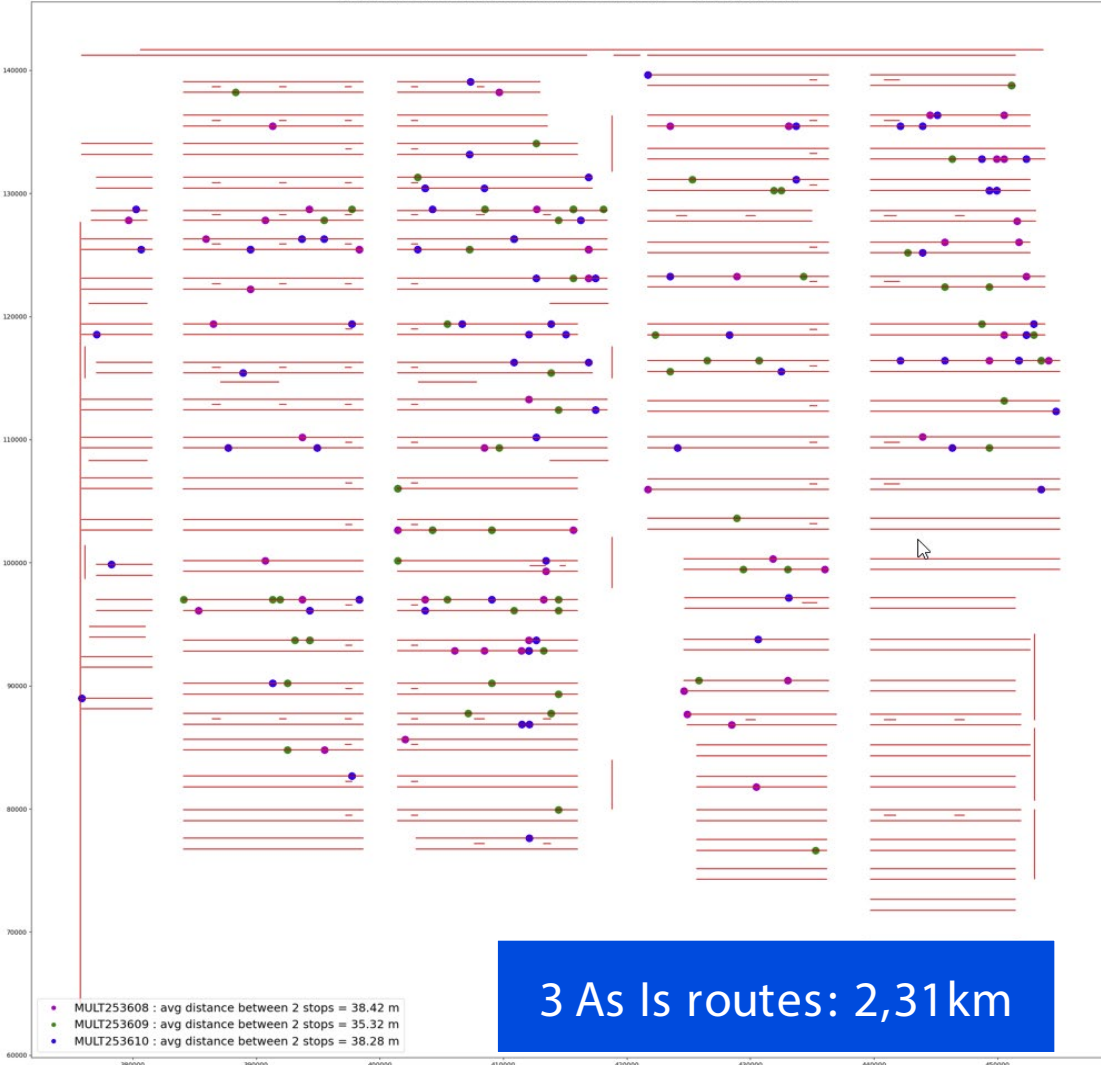 140000
130000
120000
110000
100000
90000
80000
70000
60000
MULT253608 : avg distance between 2 stops = 38.42 m
MULT253609 : avg distance between 2 stops = 35.32 m
MULT253610 : avg distance between 2 stops = 38.28 m
3 As Is routes: 2,31km